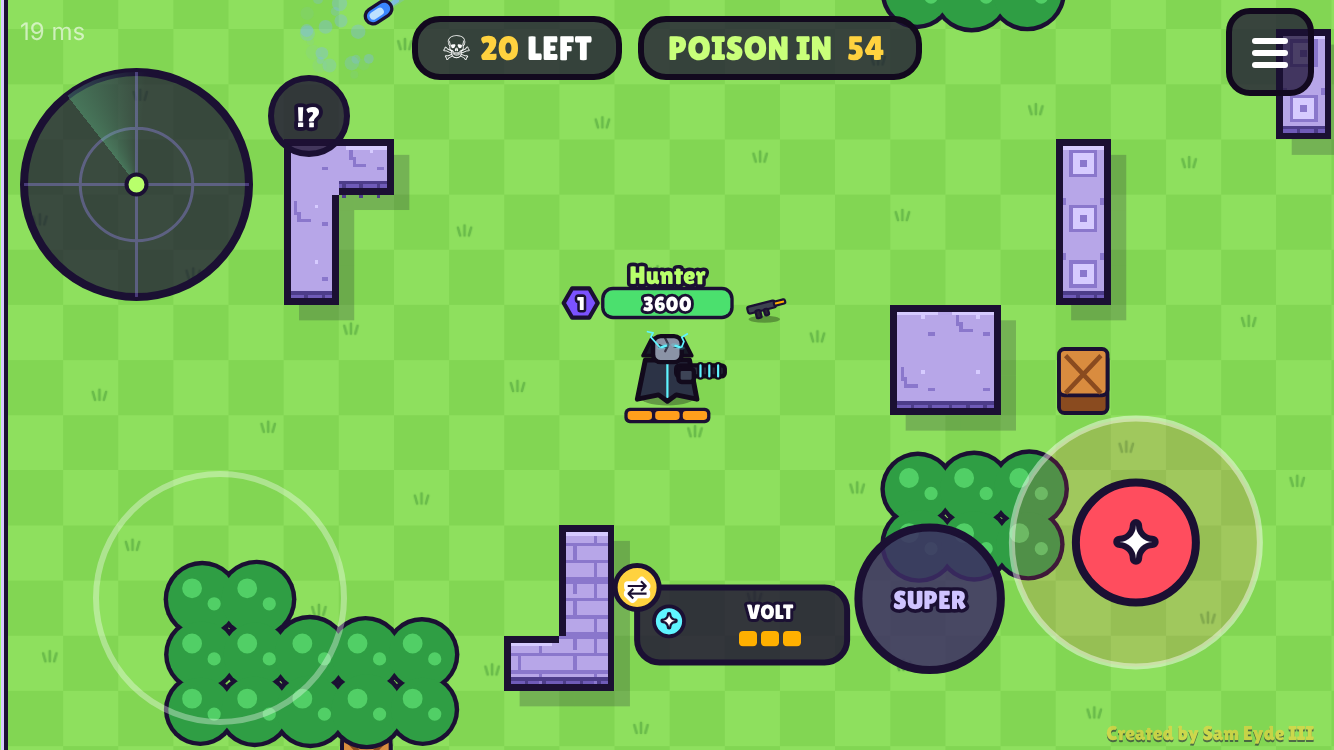 19 ms
20 LEFT
POISON IN 54
!?
Hunter
1
3600
VOLT
SUPER
Created by Sam Eyde III